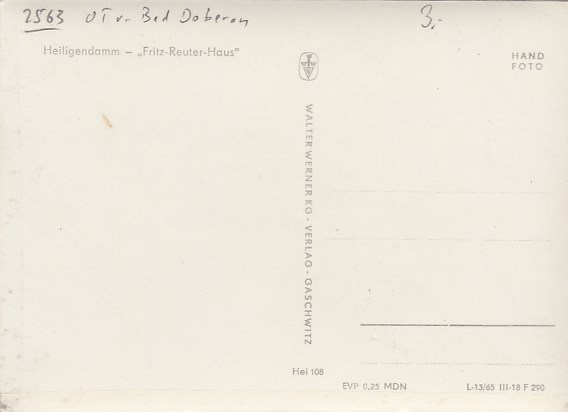 2563 OT v. Bad Doberan
3.-
Heiligendamm – „Fritz-Reuter-Haus"
HAND
FOTO
WALTER WERNER KG - VERLAG - GASCHWITZ
Hei 108
EVP 0,25 MDN
L-13/65 III-18 F 290